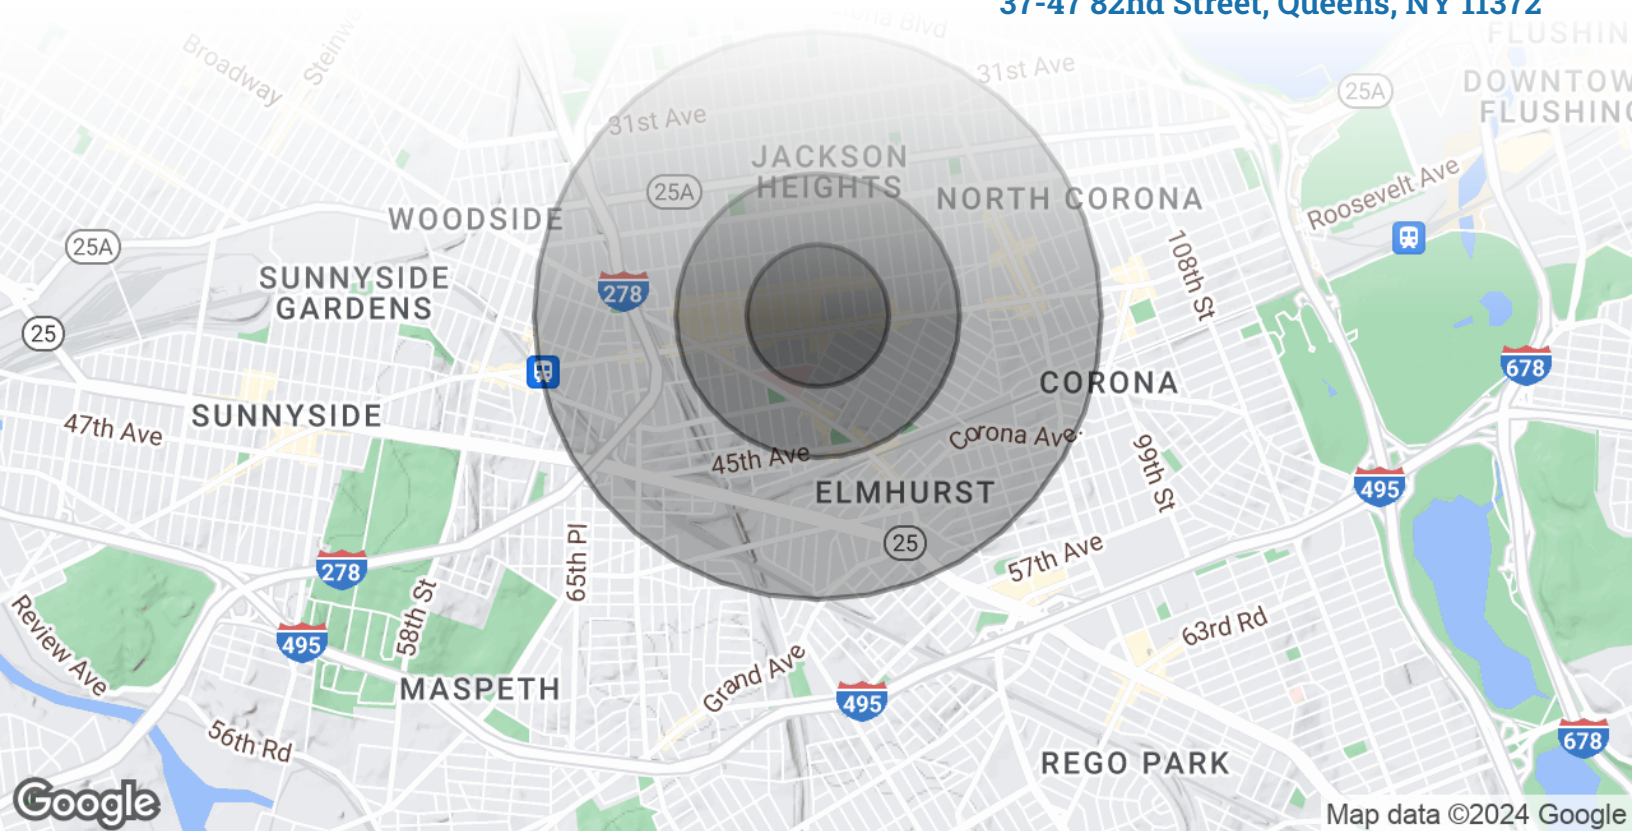 37-47 82nd Street, Queens, NY 11372
Blvd
Broadway
31st Ave
31st Ave
25A
DOWNTOW
FLUSHING
JACKSON
HEIGHTS
25A
NORTH CORONA
Roosevelt Ave
WOODSIDE
25A
108th St
SUNNYSIDE
GARDENS
278
25
678
CORONA
SUNNYSIDE
47th Ave
Corona Ave.
45th Ave
99th St
ELMHURST
495
25
57th Ave
65th Pl
278
58th St
63rd Rd
Review Ave
495
Grand Ave
MASPETH
495
56th Rd
678
REGO PARK
Google
Map data ©2024 Google